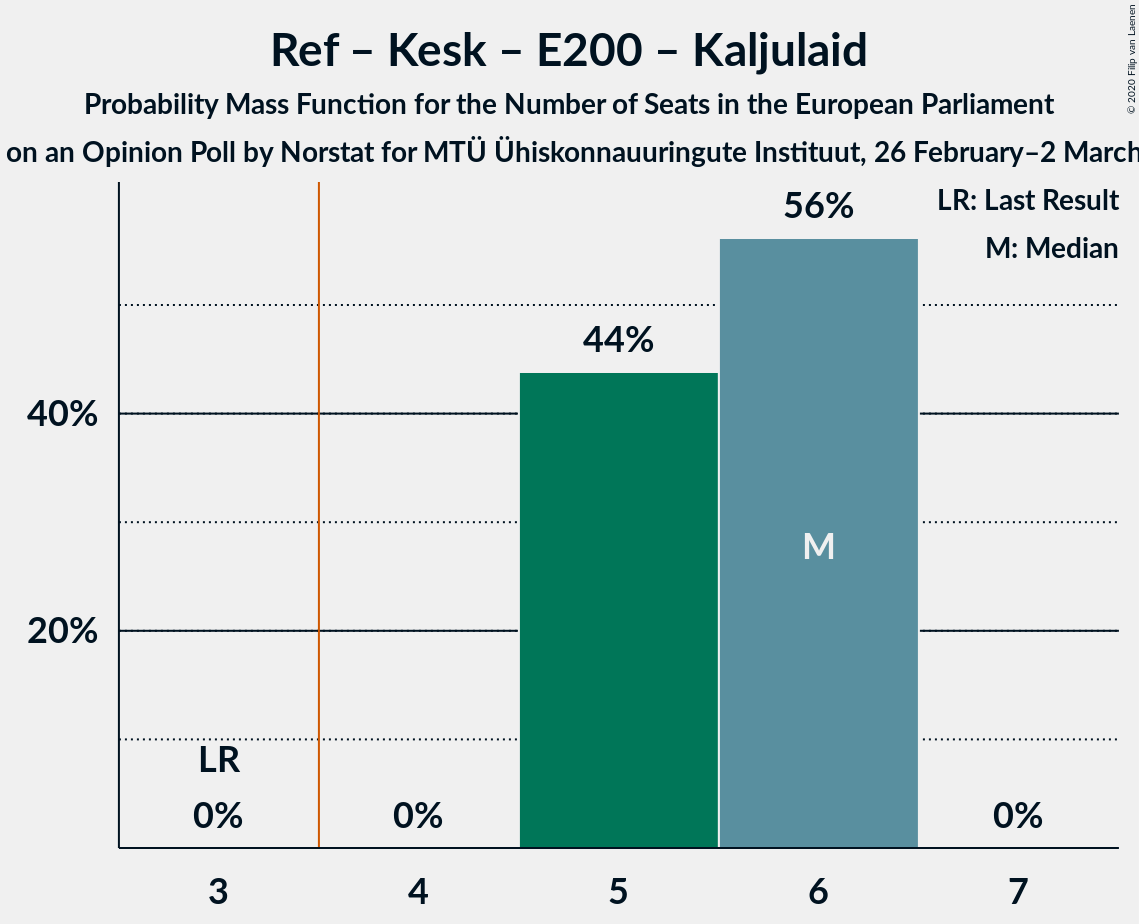 Ref – Kesk – E200 – Kaljulaid
Probability Mass Function for the Number of Seats in the European Parliament
on an Opinion Poll by Norstat for MTÜ Ühiskonnauuringute Instituut, 26 February–2 March
© 2020 Filip van Laenen
LR: Last Result
M: Median
56%
44%
40%
M
20%
LR
0%
0%
0%
3
4
5
6
7